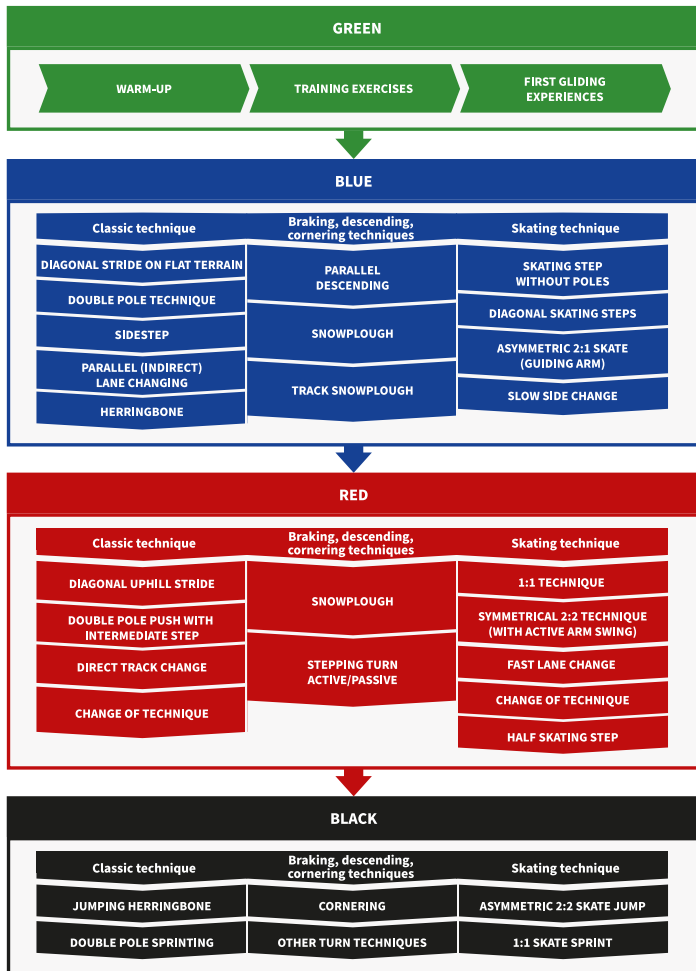 GREEN
WARM-UP
TRAINING EXERCISES
FIRST GLIDING
EXPERIENCES
BLUE
Classic technique
DIAGONAL STRIDE ON FLAT TERRAIN
DOUBLE POLE TECHNIQUE
SIDESTEP
PARALLEL (INDIRECT)
LANE CHANGING
HERRINGBONE
Braking, descending,
cornering techniques
PARALLEL
DESCENDING
SNOWPLOUGH
TRACK SNOWPLOUGH
Skating technique
SKATING STEP
WITHOUT POLES
DIAGONAL SKATING STEPS
ASYMMETRIC 2:1 SKATE
(GUIDING ARM)
SLOW SIDE CHANGE
RED
Classic technique
DIAGONAL UPHILL STRIDE
DOUBLE POLE PUSH WITH
INTERMEDIATE STEP
DIRECT TRACK CHANGE
CHANGE OF TECHNIQUE
Braking, descending,
cornering techniques
SNOWPLOUGH
STEPPING TURN
ACTIVE/PASSIVE
Skating technique
1:1 TECHNIQUE
SYMMETRICAL 2:2 TECHNIQUE
(WITH ACTIVE ARM SWING)
FAST LANE CHANGE
CHANGE OF TECHNIQUE
HALF SKATING STEP
BLACK
Classic technique
JUMPING HERRINGBONE
DOUBLE POLE SPRINTING
Braking, descending,
cornering techniques
CORNERING
OTHER TURN TECHNIQUES
Skating technique
ASYMMETRIC 2:2 SKATE JUMP
1:1 SKATE SPRINT